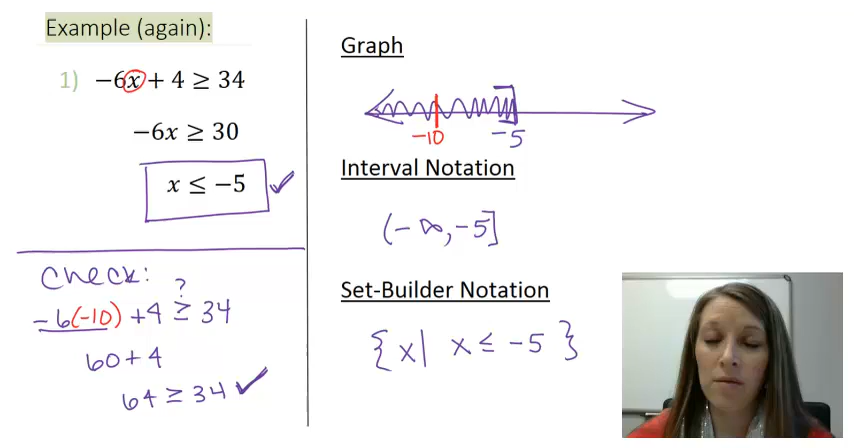 Example (again):
1) −6x + 4 ≥ 34
−6x ≥ 30
x ≤ −5 ✓
Check:
?
−6(−10) + 4 ≥ 34
60 + 4
64 ≥ 34 ✓
Graph
−10 −5
Interval Notation
(−∞, −5]
Set-Builder Notation
{x| x ≤ −5}